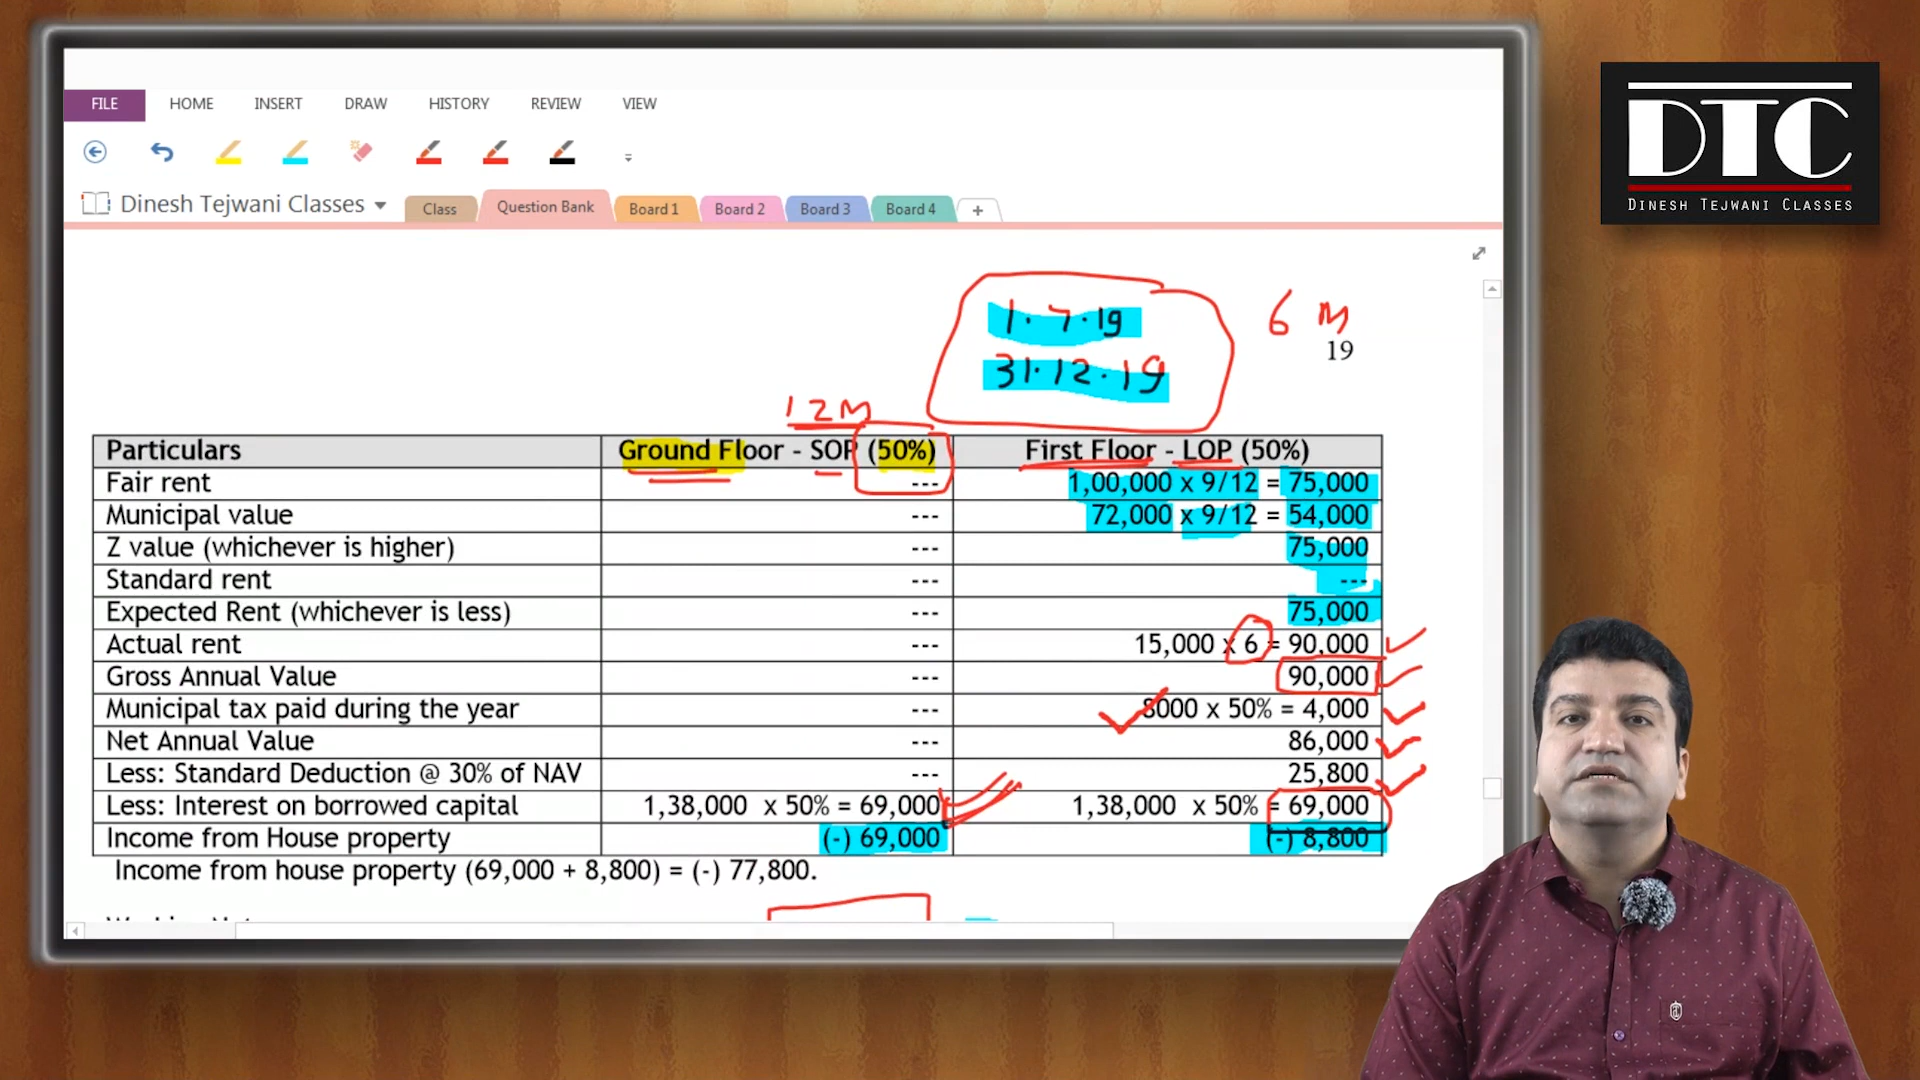 DTC
DINESH TEJWANI CLASSES
FILE HOME INSERT DRAW HISTORY REVIEW VIEW
Dinesh Tejwani Classes Class Question Bank Board 1 Board 2 Board 3 Board 4 +
1.7.19
31.12.19
6 M
19
12M
Particulars Ground Floor - SOP (50%) First Floor - LOP (50%)
Fair rent --- 1,00,000 x 9/12 = 75,000
Municipal value --- 72,000 x 9/12 = 54,000
Z value (whichever is higher) --- 75,000
Standard rent --- ---
Expected Rent (whichever is less) --- 75,000
Actual rent --- 15,000 x 6 = 90,000
Gross Annual Value --- 90,000
Municipal tax paid during the year --- 8000 x 50% = 4,000
Net Annual Value --- 86,000
Less: Standard Deduction @ 30% of NAV --- 25,800
Less: Interest on borrowed capital 1,38,000 x 50% = 69,000 1,38,000 x 50% = 69,000
Income from House property (-) 69,000 (-) 8,800
Income from house property (69,000 + 8,800) = (-) 77,800.